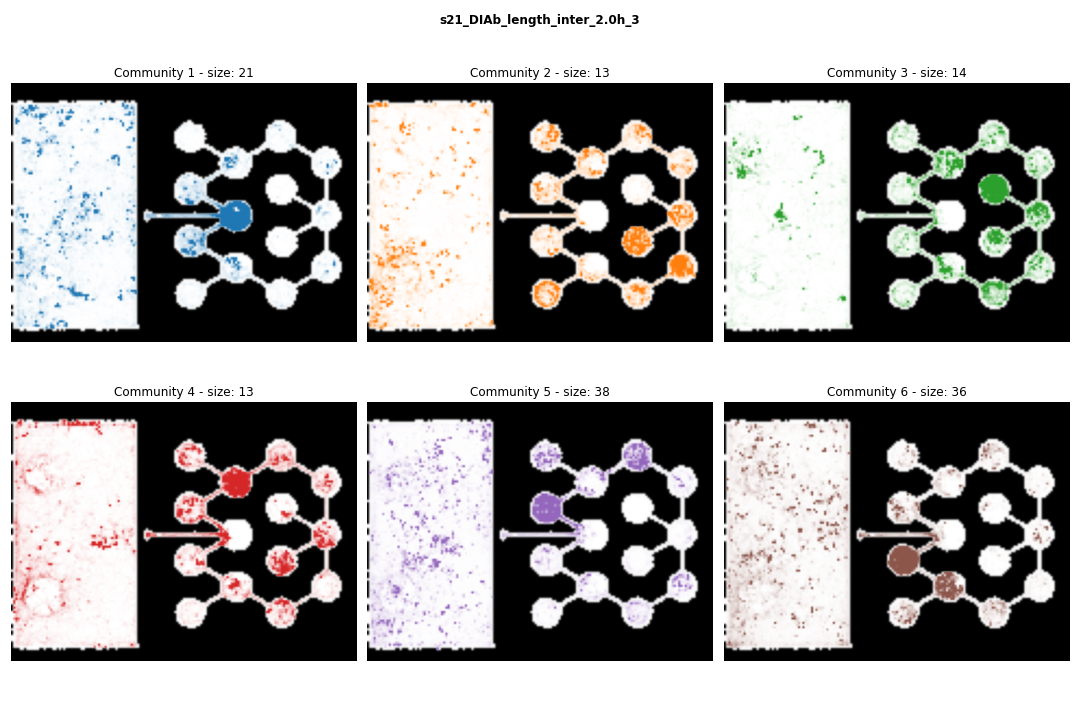 s21_DIAb_length_inter_2.0h_3
Community 1 - size: 21
Community 2 - size: 13
Community 3 - size: 14
Community 4 - size: 13
Community 5 - size: 38
Community 6 - size: 36